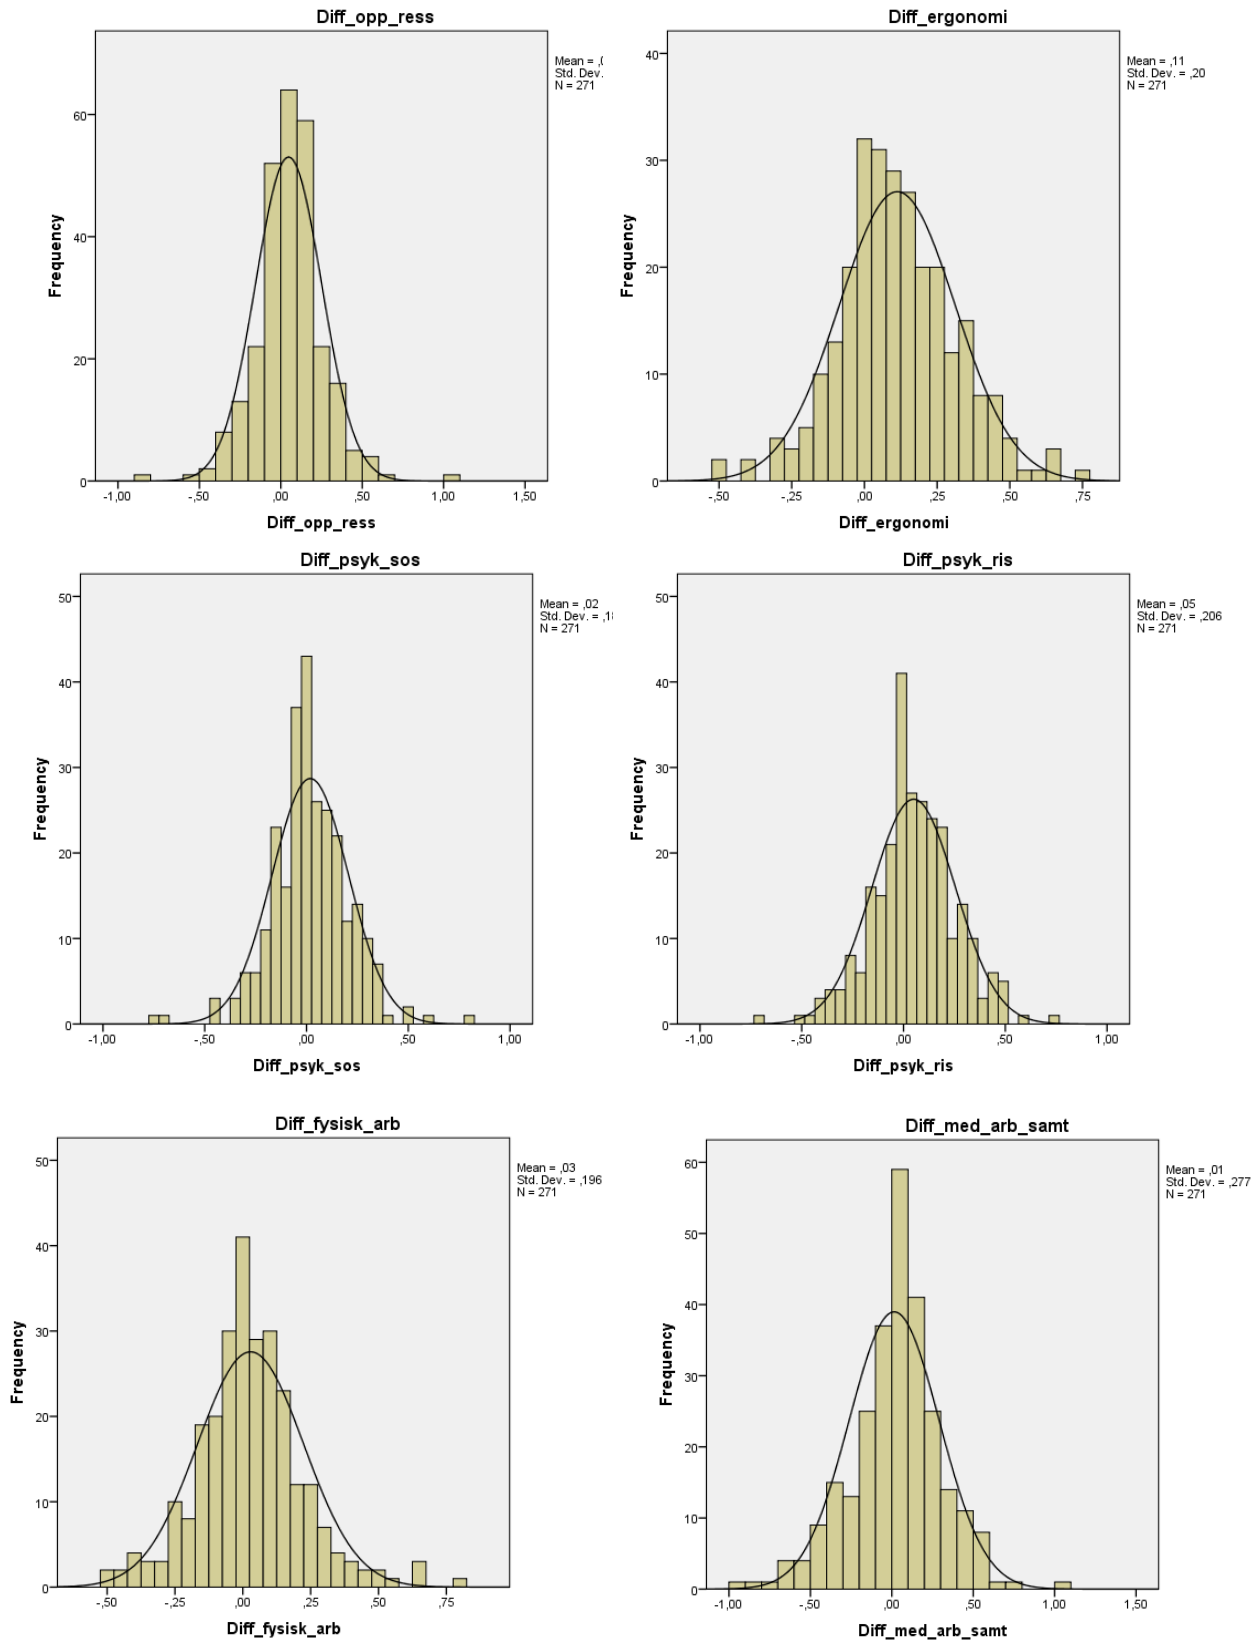 Diff_opp_ress
Mean = ,0
Std. Dev.
N = 271
Frequency
60
40
20
0
-1,00 -,50 ,00 ,50 1,00 1,50
Diff_opp_ress
Diff_ergonomi
Mean = ,11
Std. Dev. = ,20
N = 271
Frequency
40
30
20
10
0
-,50 -,25 ,00 ,25 ,50 ,75
Diff_ergonomi
Diff_psyk_sos
Mean = ,02
Std. Dev. = ,18
N = 271
Frequency
50
40
30
20
10
0
-1,00 -,50 ,00 ,50 1,00
Diff_psyk_sos
Diff_psyk_ris
Mean = ,05
Std. Dev. = ,206
N = 271
Frequency
50
40
30
20
10
0
-1,00 -,50 ,00 ,50 1,00
Diff_psyk_ris
Diff_fysisk_arb
Mean = ,03
Std. Dev. = ,196
N = 271
Frequency
50
40
30
20
10
0
-,50 -,25 ,00 ,25 ,50 ,75
Diff_fysisk_arb
Diff_med_arb_samt
Mean = ,01
Std. Dev. = ,277
N = 271
Frequency
60
50
40
30
20
10
0
-1,00 -,50 ,00 ,50 1,00 1,50
Diff_med_arb_samt